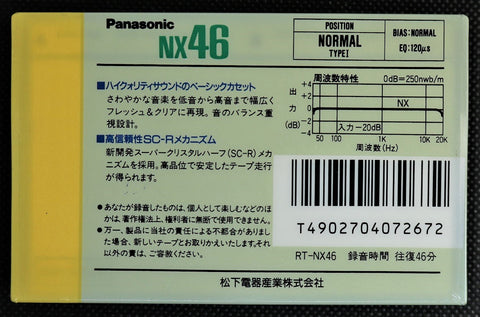 Panasonic
NX46
POSITION
NORMAL
TYPE I
BIAS:NORMAL
EQ:120μs
■ハイクォリティサウンドのベーシックカセット
さわやかな音楽を低音から高音まで幅広く
フレッシュ&クリアに再現。音のバランス重
視設計。
■高信頼性SC-Rメカニズム
新開発スーパークリスタルハーフ(SC-R)メカ
ニズムを採用。高品位で安定したテープ走行
が得られます。
周波数特性 0dB=250nwb/m
出力(dB)
+4
+2
0
-2
-4
NX
入力-20dB
50 100 1K 10K 20K
周波数(Hz)
●あなたが録音したものは、個人として楽しむなどのほ
かは、著作権法上、権利者に無断で使用できません。
●万一、製品に当社の責任による不都合がありまし
た場合、新しいテープとお取りかえいたします。それ
以外の責は、ご容赦ください。
T4902704072672
RT-NX46 録音時間 往復46分
松下電器産業株式会社